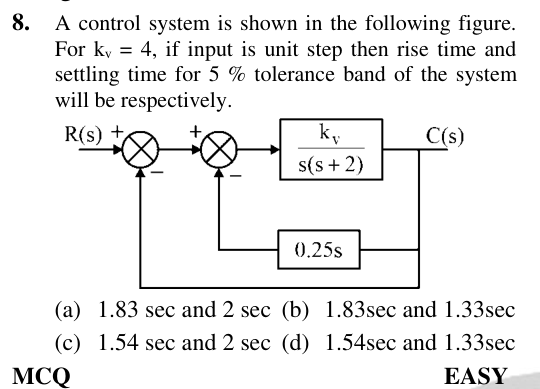 8. A control system is shown in the following figure.
For kᵥ = 4, if input is unit step then rise time and
settling time for 5 % tolerance band of the system
will be respectively.
R(s) + + kᵥ C(s)
s(s + 2)
− −
0.25s
(a) 1.83 sec and 2 sec (b) 1.83sec and 1.33sec
(c) 1.54 sec and 2 sec (d) 1.54sec and 1.33sec
MCQ EASY